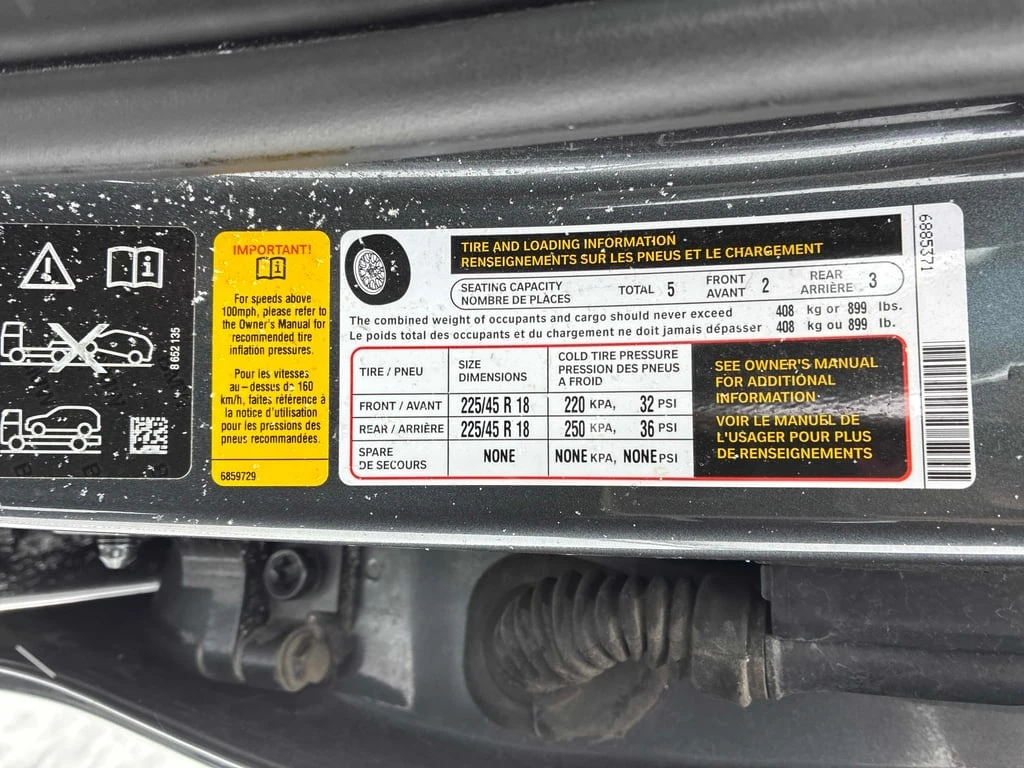 8 652 135
IMPORTANT!
For speeds above
100mph, please refer to
the Owner's Manual for
recommended tire
inflation pressures.
Pour les vitesses
au-dessus de 160
km/h, faites référence à
la notice d'utilisation
pour les pressions des
pneus recommandées.
6859729
TIRE AND LOADING INFORMATION
RENSEIGNEMENTS SUR LES PNEUS ET LE CHARGEMENT
SEATING CAPACITY
NOMBRE DE PLACES
TOTAL 5
FRONT
AVANT 2
REAR
ARRIÈRE 3
The combined weight of occupants and cargo should never exceed 408 kg or 899 lbs.
Le poids total des occupants et du chargement ne doit jamais dépasser 408 kg ou 899 lb.
TIRE / PNEU
SIZE
DIMENSIONS
COLD TIRE PRESSURE
PRESSION DES PNEUS
A FROID
FRONT / AVANT 225/45 R 18 220 KPA, 32 PSI
REAR / ARRIÈRE 225/45 R 18 250 KPA, 36 PSI
SPARE
DE SECOURS
NONE NONE KPA, NONE PSI
SEE OWNER'S MANUAL
FOR ADDITIONAL
INFORMATION
VOIR LE MANUEL DE
L'USAGER POUR PLUS
DE RENSEIGNEMENTS
6885371